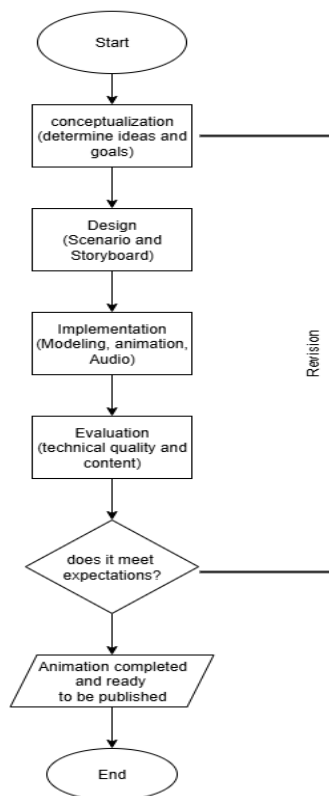 Start
conceptualization
(determine ideas and
goals)
Design
(Scenario and
Storyboard)
Implementation
(Modeling, animation,
Audio)
Revision
Evaluation
(technical quality and
content)
does it meet
expectations?
Animation completed
and ready
to be published
End